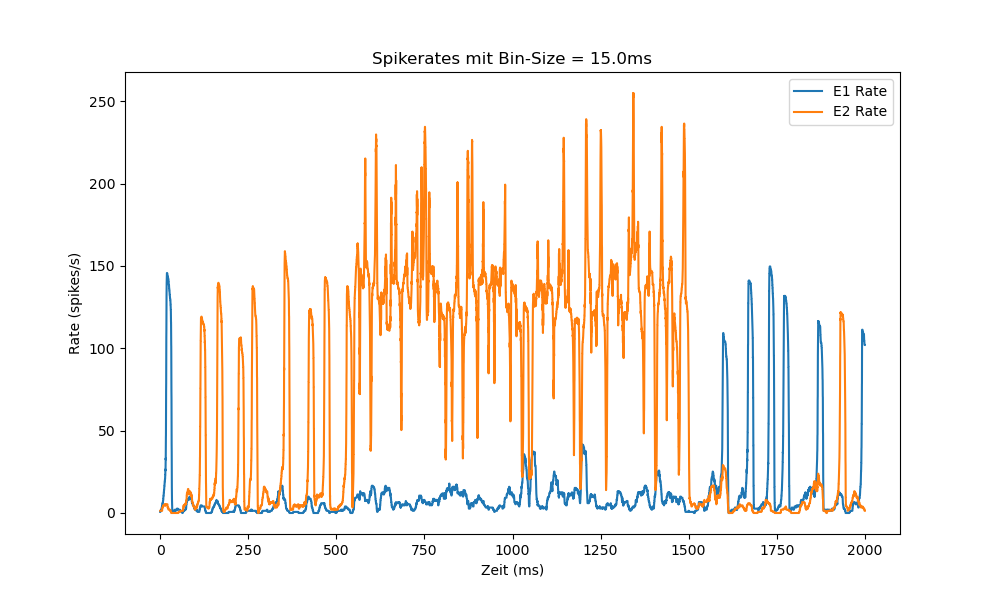 Spikerates mit Bin-Size = 15.0ms
E1 Rate
E2 Rate
250
200
150
100
50
0
Rate (spikes/s)
0 250 500 750 1000 1250 1500 1750 2000
Zeit (ms)